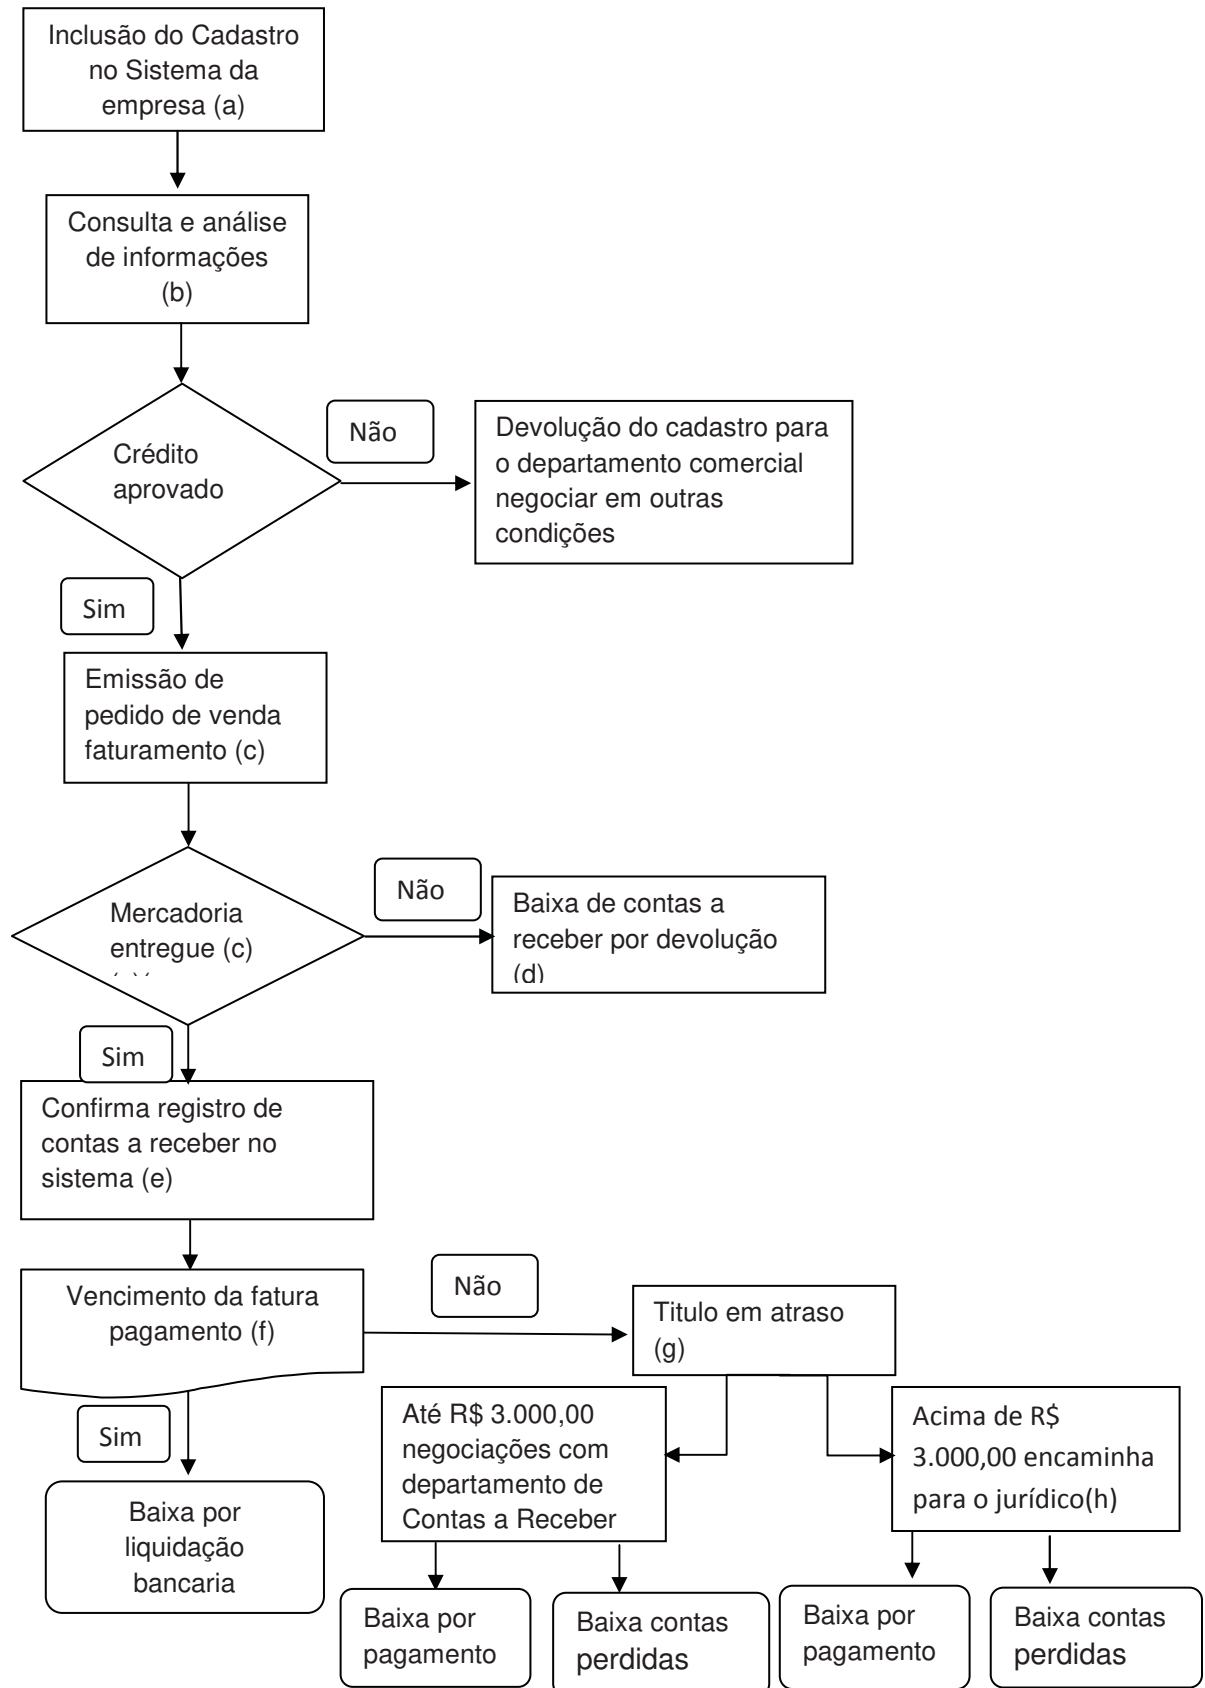 Inclusão do Cadastro
no Sistema da
empresa (a)
Consulta e análise
de informações
(b)
Crédito
aprovado
Não
Devolução do cadastro para
o departamento comercial
negociar em outras
condições
Sim
Emissão de
pedido de venda
faturamento (c)
Mercadoria
entregue (c)
Não
Baixa de contas a
receber por devolução
(d)
Sim
Confirma registro de
contas a receber no
sistema (e)
Vencimento da fatura
pagamento (f)
Não
Titulo em atraso
(g)
Sim
Baixa por
liquidação
bancaria
Até R$ 3.000,00
negociações com
departamento de
Contas a Receber
Acima de R$
3.000,00 encaminha
para o jurídico(h)
Baixa por
pagamento
Baixa contas
perdidas
Baixa por
pagamento
Baixa contas
perdidas